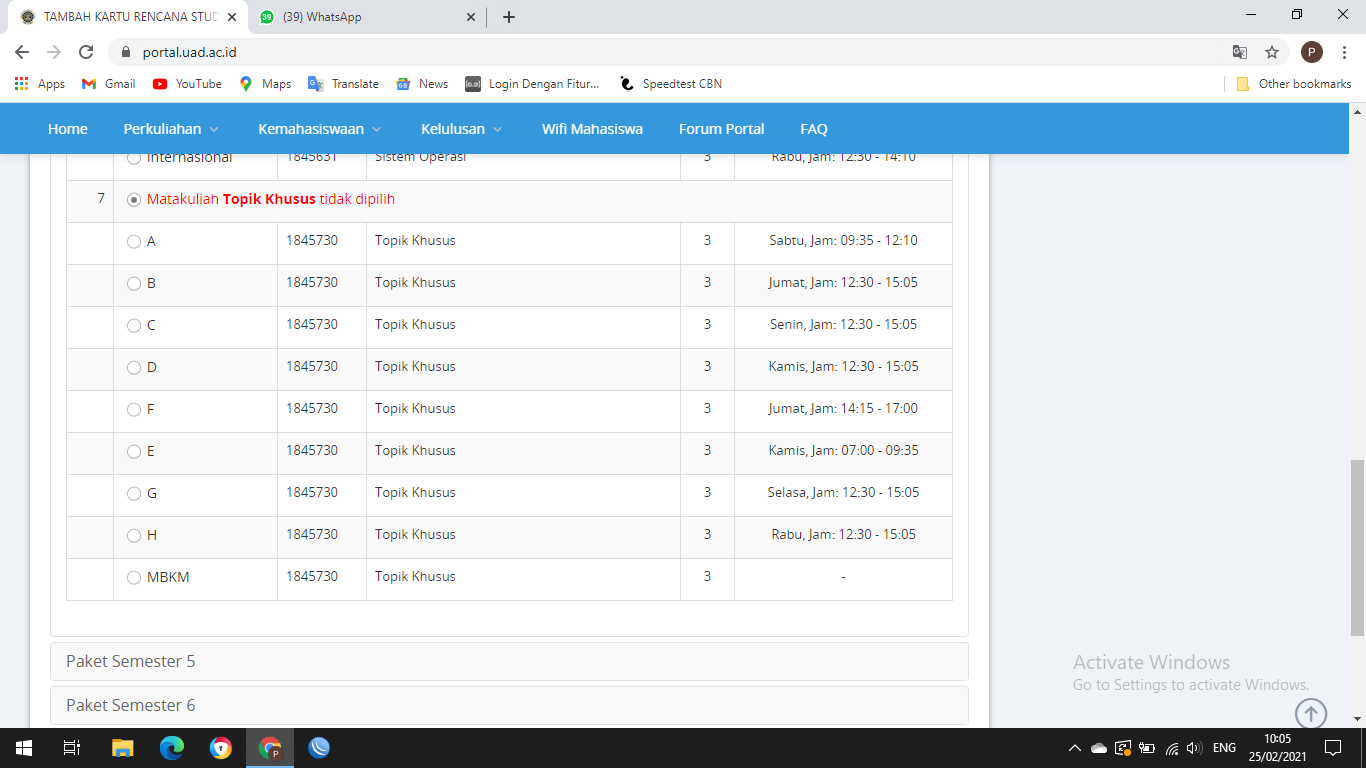 TAMBAH KARTU RENCANA STUD
(39) WhatsApp
portal.uad.ac.id
P
Apps Gmail YouTube Maps Translate News Login Dengan Fitur... Speedtest CBN Other bookmarks
Home Perkuliahan Kemahasiswaan Kelulusan Wifi Mahasiswa Forum Portal FAQ
Internasional 1845631 Sistem Operasi 3 Rabu, Jam: 12:30 - 14:10
7 Matakuliah Topik Khusus tidak dipilih
A 1845730 Topik Khusus 3 Sabtu, Jam: 09:35 - 12:10
B 1845730 Topik Khusus 3 Jumat, Jam: 12:30 - 15:05
C 1845730 Topik Khusus 3 Senin, Jam: 12:30 - 15:05
D 1845730 Topik Khusus 3 Kamis, Jam: 12:30 - 15:05
F 1845730 Topik Khusus 3 Jumat, Jam: 14:15 - 17:00
E 1845730 Topik Khusus 3 Kamis, Jam: 07:00 - 09:35
G 1845730 Topik Khusus 3 Selasa, Jam: 12:30 - 15:05
H 1845730 Topik Khusus 3 Rabu, Jam: 12:30 - 15:05
MBKM 1845730 Topik Khusus 3 -
Paket Semester 5
Paket Semester 6
Activate Windows
Go to Settings to activate Windows.
ENG
10:05
25/02/2021